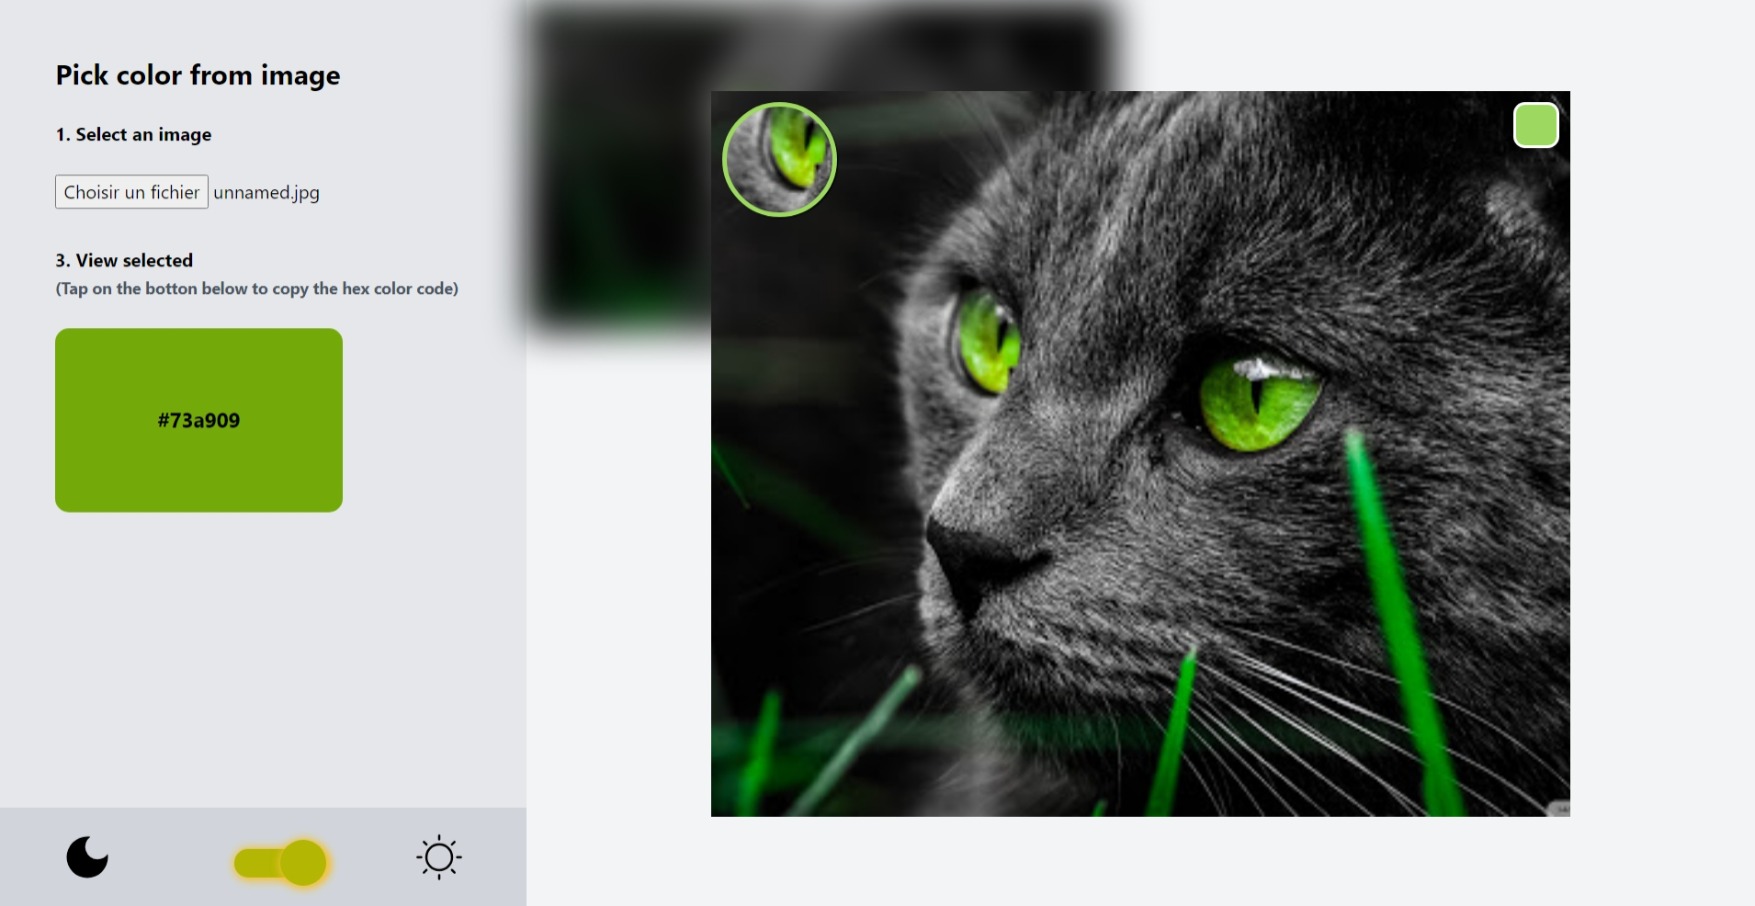 Pick color from image
1. Select an image
Choisir un fichier unnamed.jpg
3. View selected
(Tap on the botton below to copy the hex color code)
#73a909